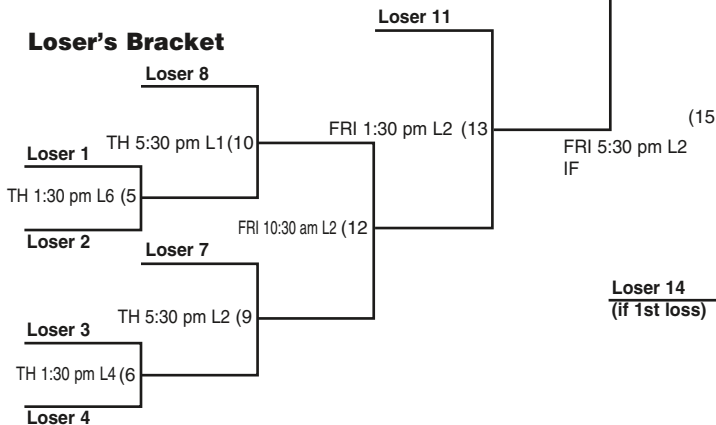 Loser 11
Loser's Bracket
Loser 8
TH 5:30 pm L1 (10
FRI 1:30 pm L2 (13
(15
FRI 5:30 pm L2
IF
Loser 1
TH 1:30 pm L6 (5
Loser 2
FRI 10:30 am L2 (12
Loser 7
TH 5:30 pm L2 (9
Loser 14
(if 1st loss)
Loser 3
TH 1:30 pm L4 (6
Loser 4